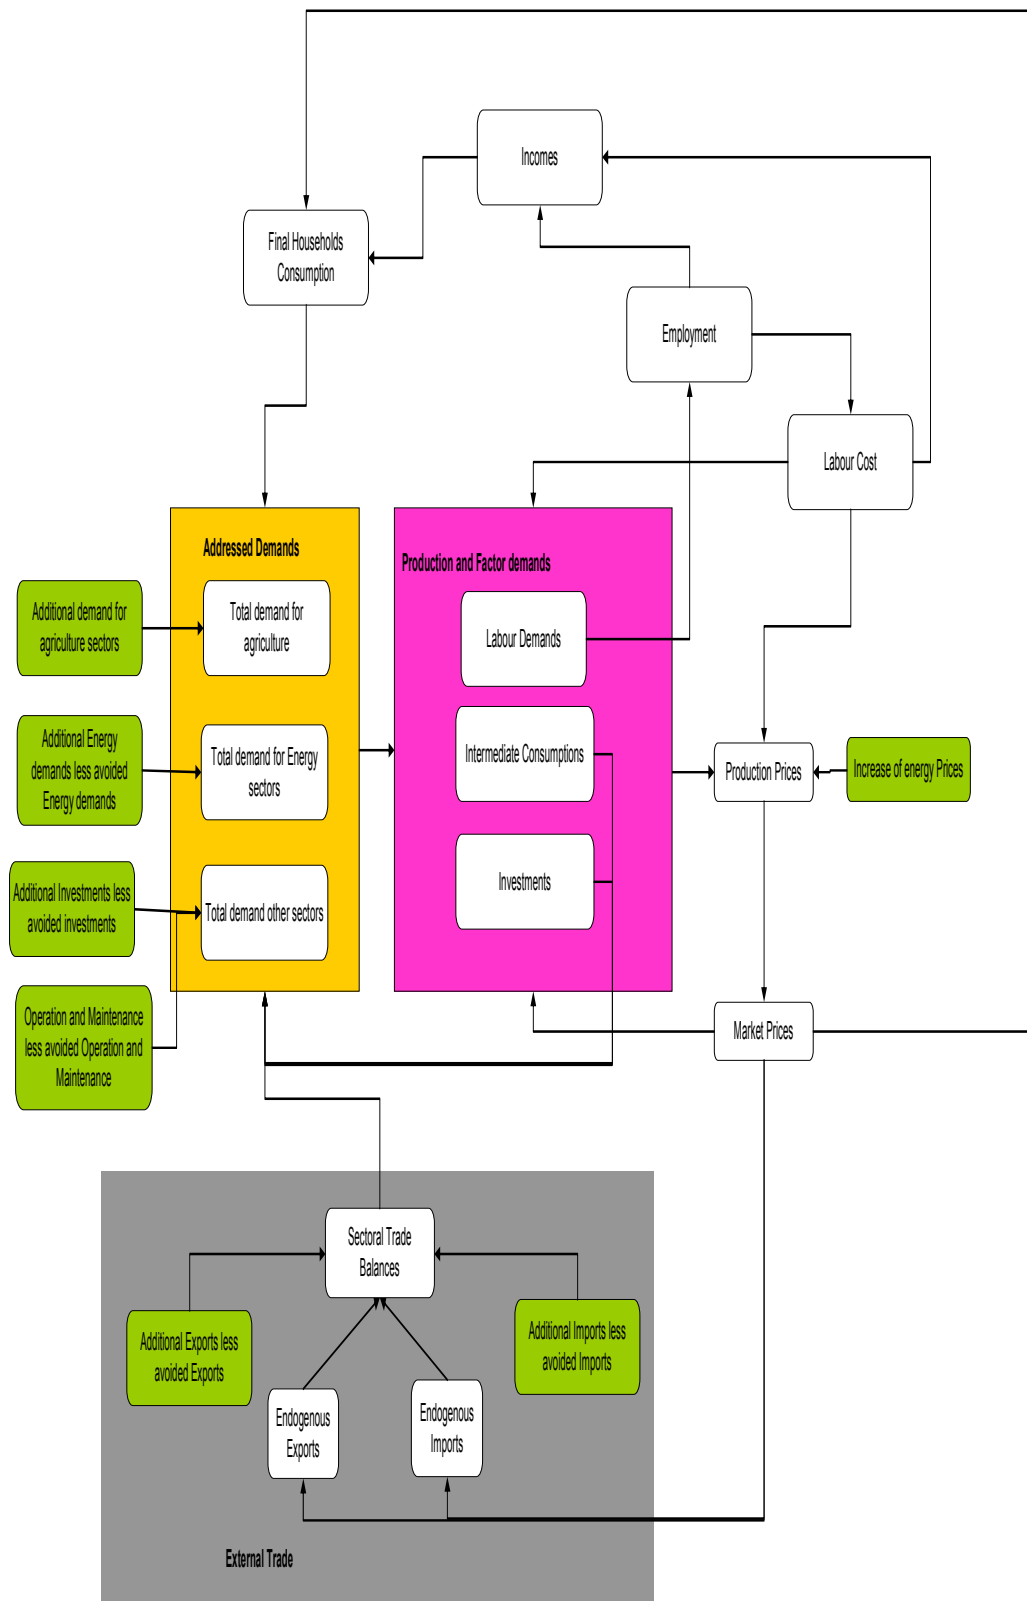 Incomes
Final Households
Consumption
Employment
Labour Cost
Addressed Demands
Production and Factor demands
Additional demand for
agriculture sectors
Total demand for
agriculture
Labour Demands
Additional Energy
demands less avoided
Energy demands
Total demand for Energy
sectors
Intermediate Consumptions
Production Prices
Increase of energy Prices
Additional Investments less
avoided investments
Total demand other sectors
Investments
Operation and Maintenance
less avoided Operation and
Maintenance
Market Prices
Sectoral Trade
Balances
Additional Exports less
avoided Exports
Additional Imports less
avoided Imports
Endogenous
Exports
Endogenous
Imports
External Trade